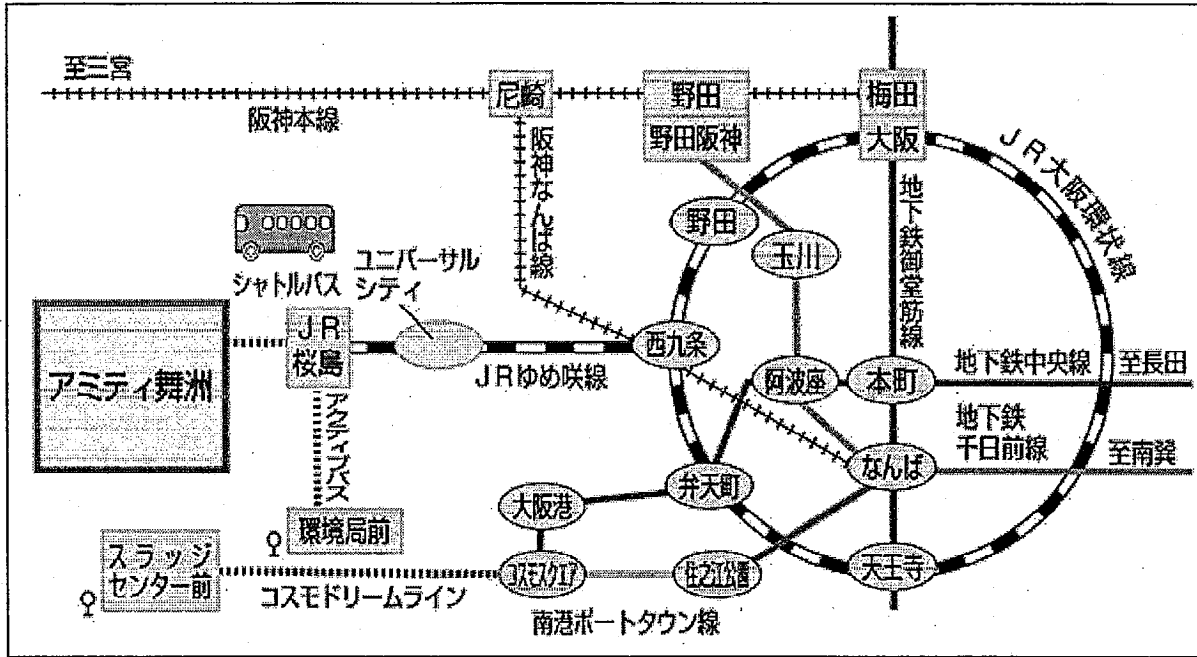 至三宮
尼崎
野田
梅田
阪神本線
野田阪神
大阪
JR大阪環状線
阪神なんば線
地下鉄御堂筋線
野田
玉川
シャトルバス
ユニバーサル
シティ
JR
桜島
西九条
アミティ舞洲
JRゆめ咲線
阿波座
本町
地下鉄中央線
至長田
地下鉄
千日前線
アクティブバス
なんば
至南巽
弁天町
大阪港
環境局前
スラッジ
センター前
コスモスクエア
住之江公園
天王寺
コスモドリームライン
南港ポートタウン線